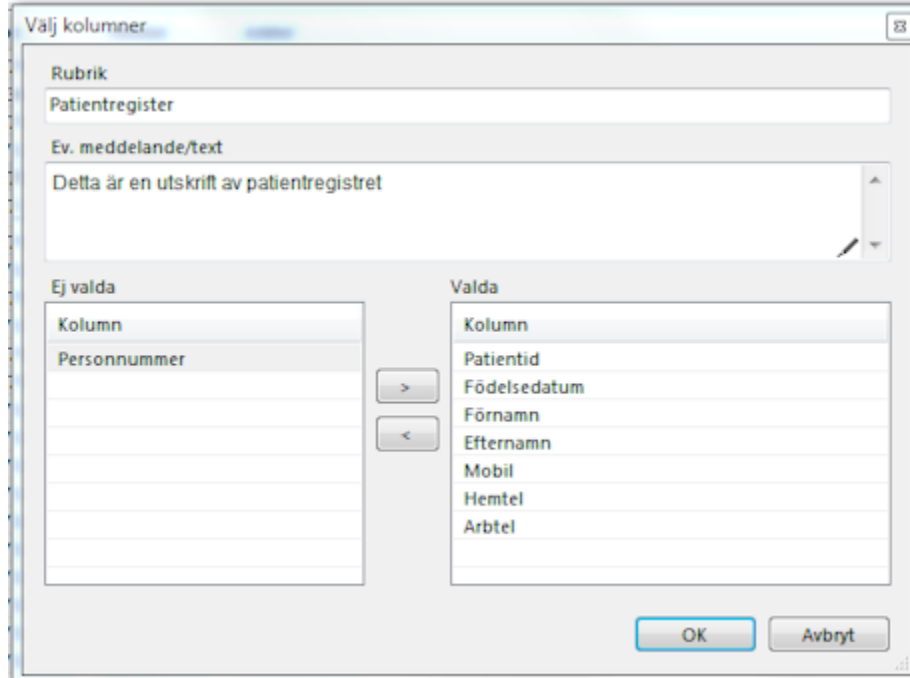 Välj kolumner
Rubrik
Patientregister
Ev. meddelande/text
Detta är en utskrift av patientregistret
Ej valda
Kolumn
Personnummer
>
<
Valda
Kolumn
Patientid
Födelsedatum
Förnamn
Efternamn
Mobil
Hemtel
Arbtel
OK
Avbryt